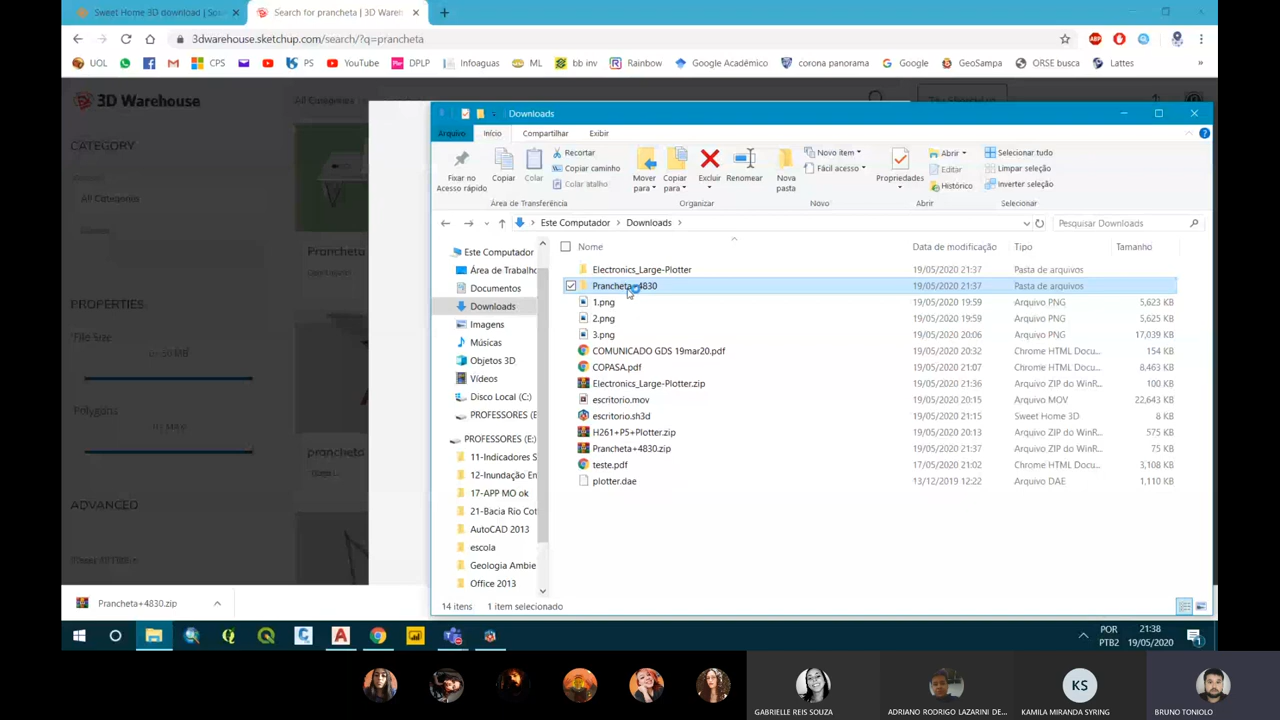 Sweet Home 3D download | Sou
Search for prancheta | 3D Wareh
3dwarehouse.sketchup.com/search/?q=prancheta
UOL
CPS
PS
YouTube
DPLP
Infoaguas
ML
bb inv
Rainbow
Google Acadêmico
corona panorama
Google
GeoSampa
ORSE busca
Lattes
»
3D Warehouse
All Categories
CATEGORY
All Categories
PROPERTIES
File Size
Polygons
ADVANCED
Prancheta
prancheta
Downloads
Arquivo
Início
Compartilhar
Exibir
Fixar no Acesso rápido
Copiar
Colar
Recortar
Copiar caminho
Colar atalho
Área de Transferência
Mover para
Copiar para
Excluir
Renomear
Organizar
Nova pasta
Novo item
Fácil acesso
Novo
Propriedades
Abrir
Editar
Histórico
Abrir
Selecionar tudo
Limpar seleção
Inverter seleção
Selecionar
Este Computador > Downloads >
Pesquisar Downloads
Este Computador
Área de Trabalho
Documentos
Downloads
Imagens
Músicas
Objetos 3D
Vídeos
Disco Local (C:)
PROFESSORES (E
PROFESSORES (E:)
11-Indicadores S
12-Inundação En
17-APP MO ok
21-Bacia Rio Cot
AutoCAD 2013
escola
Geologia Ambie
Office 2013
Nome Data de modificação Tipo Tamanho
Electronics_Large-Plotter 19/05/2020 21:37 Pasta de arquivos
Prancheta+4830 19/05/2020 21:37 Pasta de arquivos
1.png 19/05/2020 19:59 Arquivo PNG 5,623 KB
2.png 19/05/2020 19:59 Arquivo PNG 5,625 KB
3.png 19/05/2020 20:06 Arquivo PNG 17,039 KB
COMUNICADO GDS 19mar20.pdf 19/05/2020 20:32 Chrome HTML Docu... 154 KB
COPASA.pdf 19/05/2020 21:07 Chrome HTML Docu... 8,463 KB
Electronics_Large-Plotter.zip 19/05/2020 21:36 Arquivo ZIP do WinR... 100 KB
escritorio.mov 19/05/2020 20:15 Arquivo MOV 22,643 KB
escritorio.sh3d 19/05/2020 21:15 Sweet Home 3D 8 KB
H261+P5+Plotter.zip 19/05/2020 20:13 Arquivo ZIP do WinR... 575 KB
Prancheta+4830.zip 19/05/2020 21:37 Arquivo ZIP do WinR... 75 KB
teste.pdf 17/05/2020 21:02 Chrome HTML Docu... 3,108 KB
plotter.dae 13/12/2019 12:22 Arquivo DAE 1,110 KB
14 itens 1 item selecionado
Prancheta+4830.zip
POR
PTB2
21:38
19/05/2020
GABRIELLE REIS SOUZA
ADRIANO RODRIGO LAZARINI DE...
KS
KAMILA MIRANDA SYRING
BRUNO TONIOLO